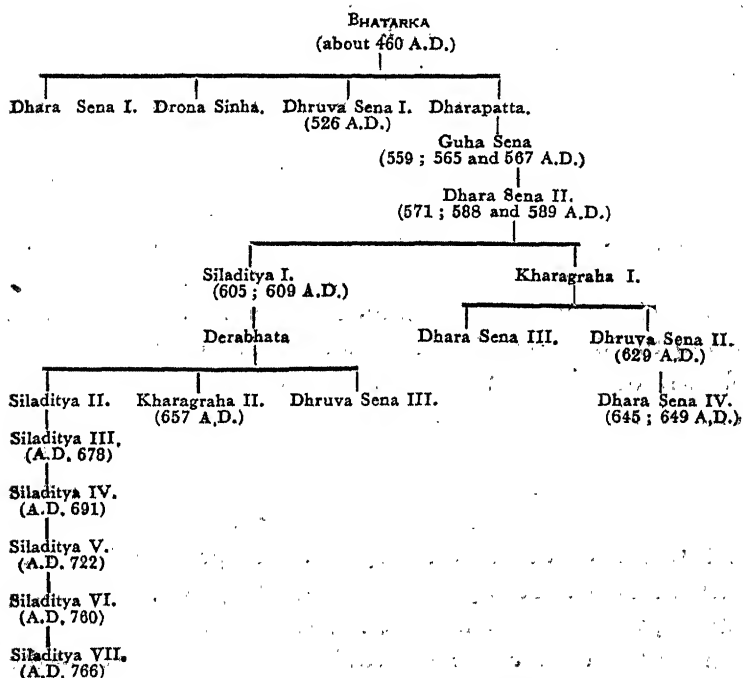 BHATARKA
(about 460 A.D.)
Dhara Sena I. Drona Sinha. Dhruva Sena I. Dharapatta.
(526 A.D.)
Guha Sena
(559 ; 565 and 567 A.D.)
Dhara Sena II.
(571 ; 588 and 589 A.D.)
Siladitya I. Kharagraha I.
(605 ; 609 A.D.)
Derabhata Dhara Sena III. Dhruva Sena II.
(629 A.D.)
Siladitya II. Kharagraha II. Dhruva Sena III. Dhara Sena IV.
(657 A.D.) (645 ; 649 A.D.)
Siladitya III.
(A.D. 678)
Siladitya IV.
(A.D. 691)
Siladitya V.
(A.D. 722)
Siladitya VI.
(A.D. 760)
Siladitya VII.
(A.D. 766)